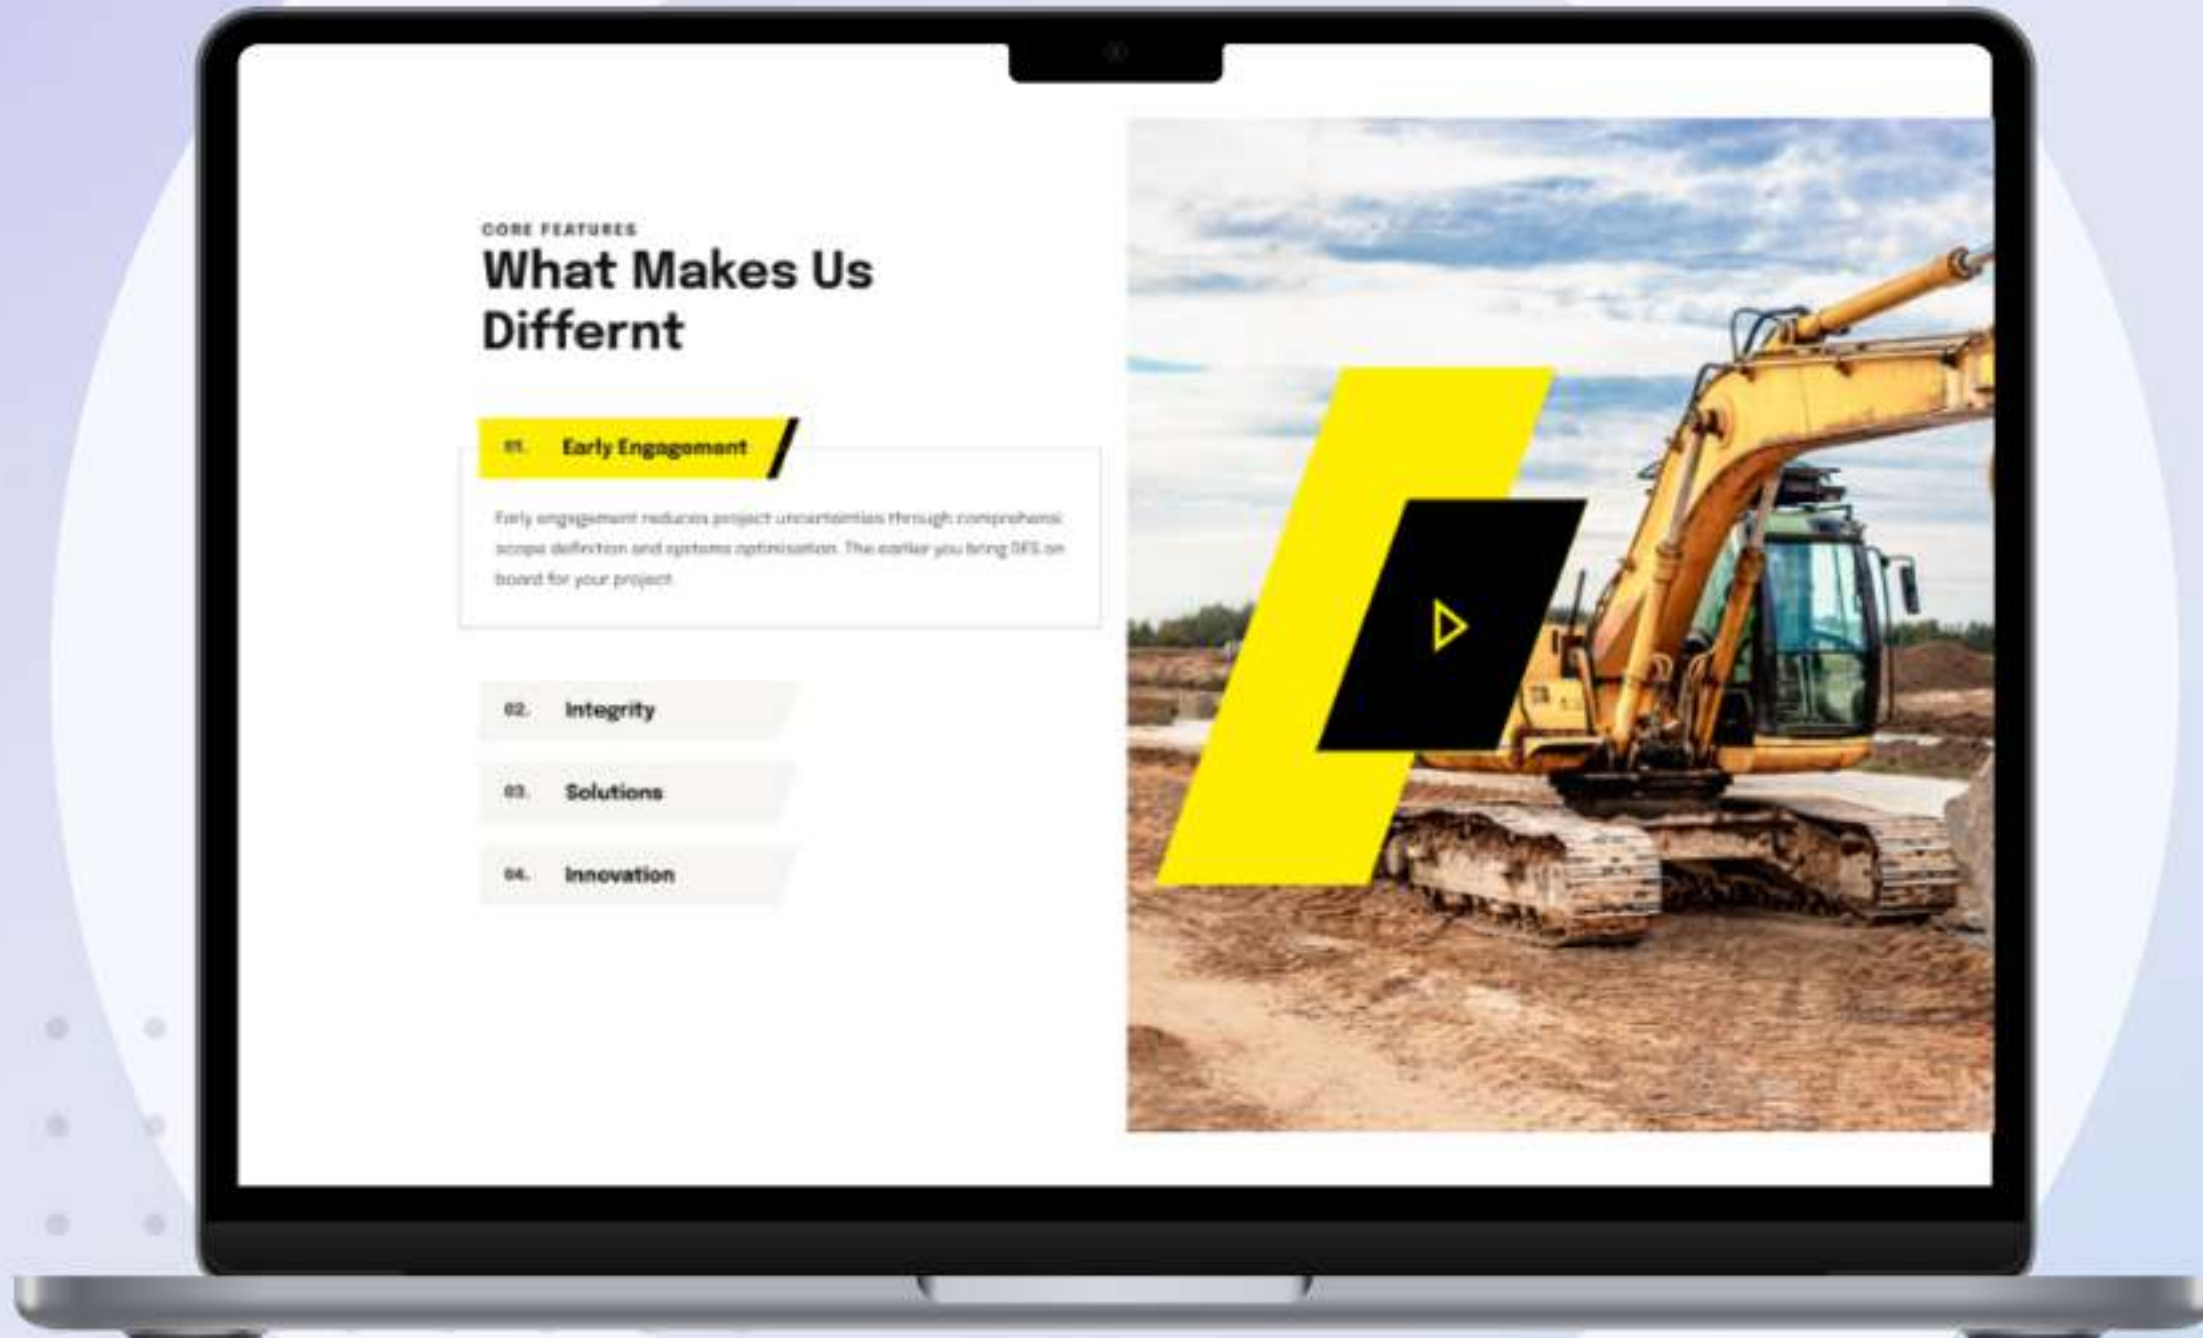 CORE FEATURES
What Makes Us
Differnt
01. Early Engagement
Early engagement reduces project uncertainties through comprehensi
scope definition and systems optimisation. The earlier you bring on
board for your project
02. Integrity
03. Solutions
04. Innovation